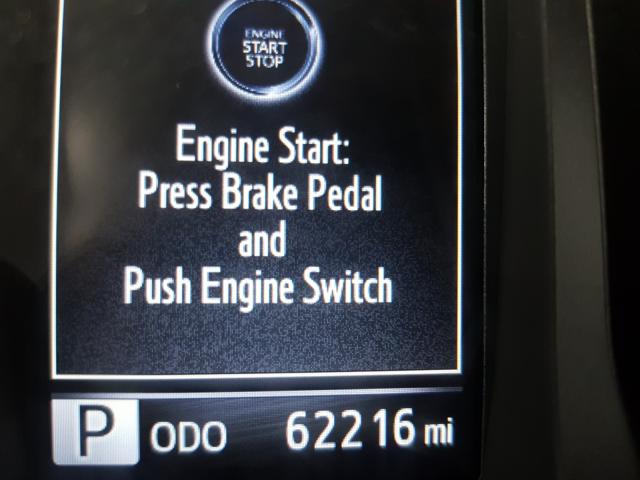 ENGINE
START
STOP
Engine Start:
Press Brake Pedal
and
Push Engine Switch
P ODO 62216 mi